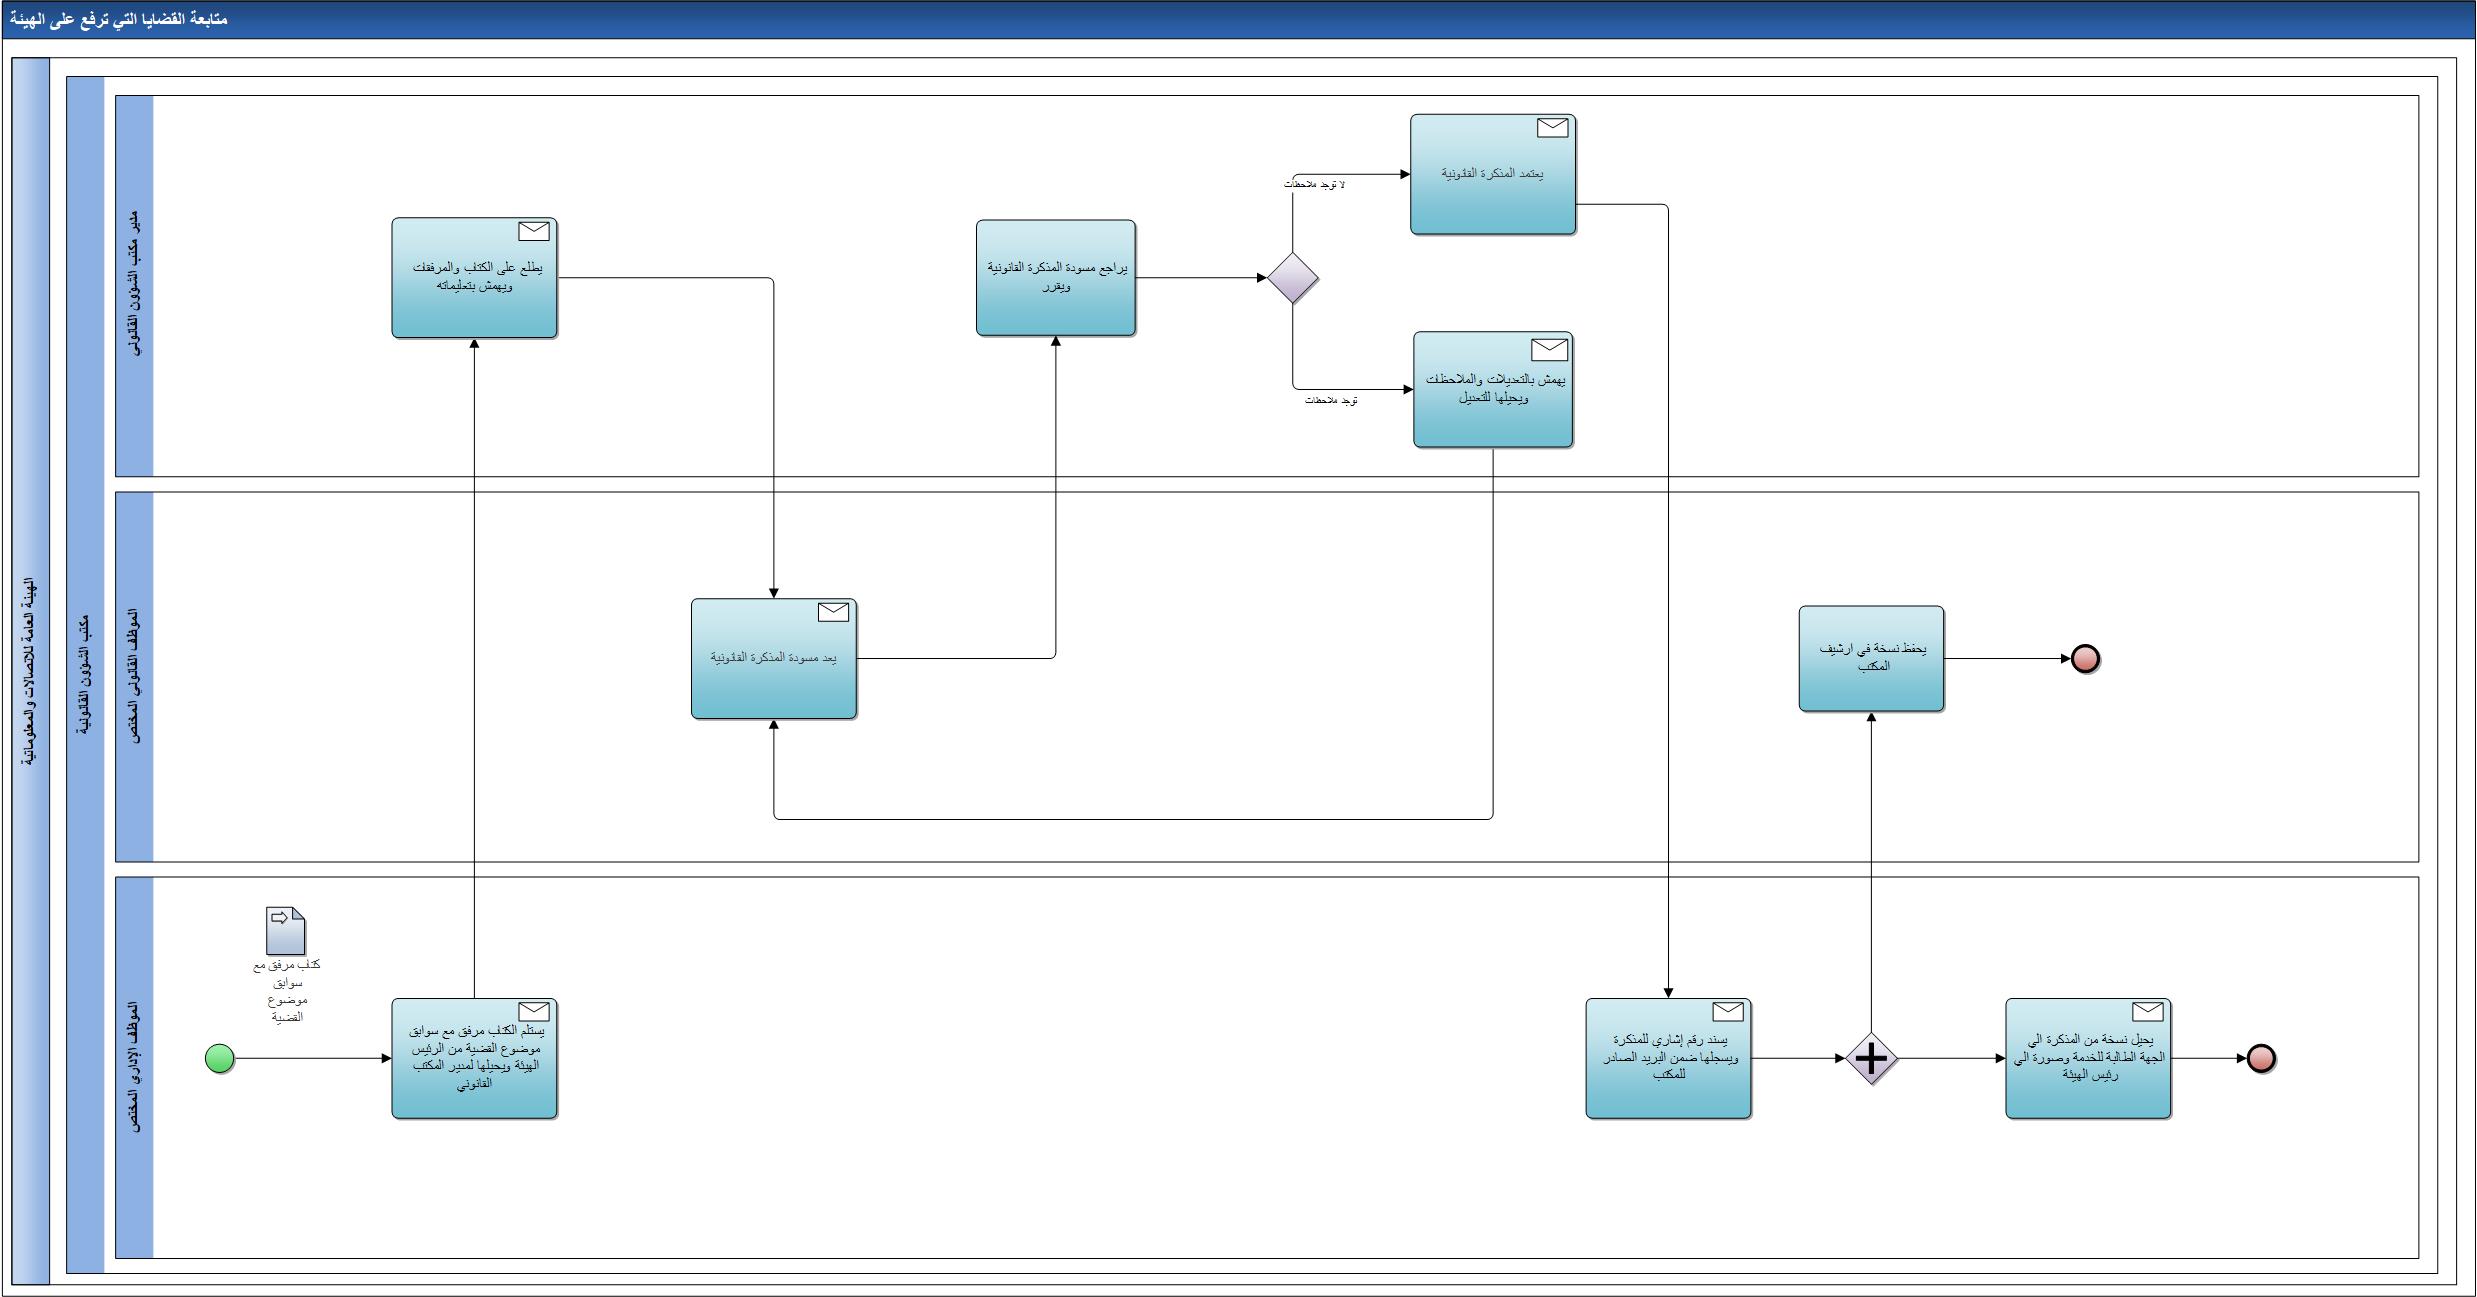 متابعة القضايا التي ترفع على الهيئة
الهيئة العامة للاتصالات والمعلوماتية
مكتب الشؤون القانونية
مدير مكتب الشؤون القانوني
يطلع على الكتاب والمرفقات
ويهمش بتعليماته
يراجع مسودة المذكرة القانونية
ويقرر
لا توجد ملاحظات
يعتمد المذكرة القانونية
توجد ملاحظات
يهمش بالتعديلات والملاحظات
ويحيلها للتعديل
الموظف القانوني المختص
يعد مسودة المذكرة القانونية
يحفظ نسخة في ارشيف
المكتب
الموظف الإداري المختص
كتاب مرفق مع
سوابق
موضوع
القضية
يستلم الكتاب مرفق مع سوابق
موضوع القضية من الرئيس
الهيئة ويحيلها لمدير المكتب
القانوني
يسند رقم إشاري للمذكرة
ويسجلها ضمن البريد الصادر
للمكتب
يحيل نسخة من المذكرة الي
الجهة الطالبة للخدمة وصورة الي
رئيس الهيئة